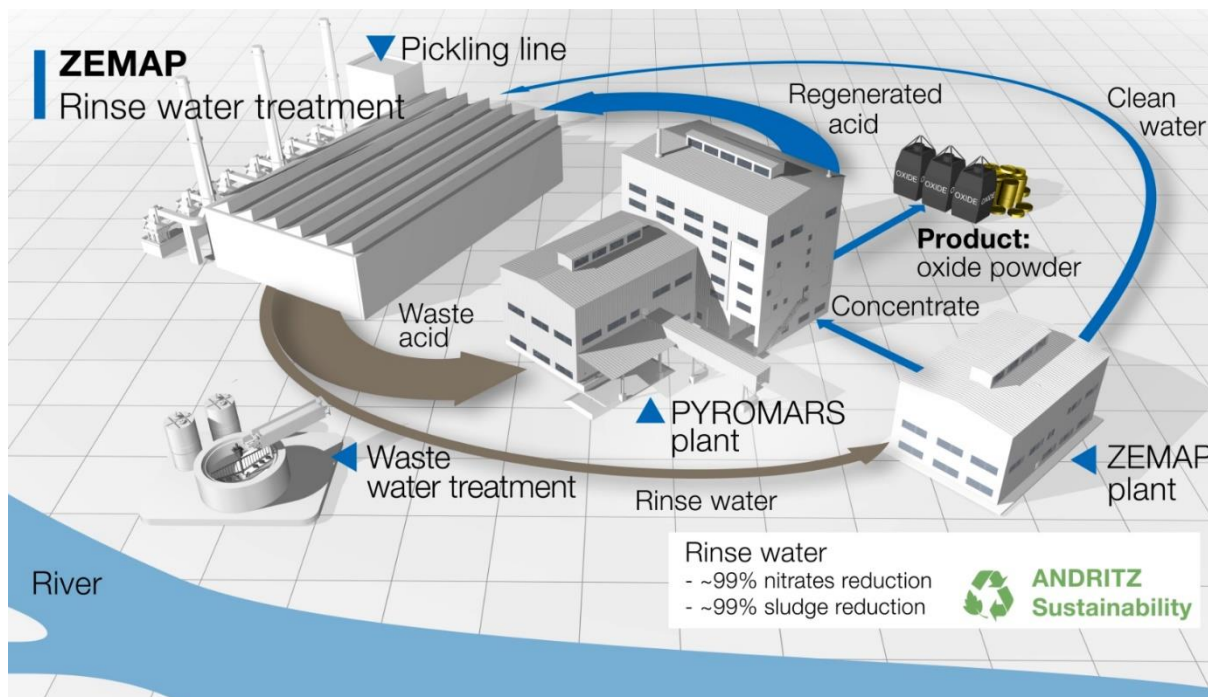 ZEMAP
Rinse water treatment
Pickling line
Regenerated
acid
Clean
water
OXIDE
OXIDE
OXIDE
Product:
oxide powder
Concentrate
Waste
acid
PYROMARS
plant
ZEMAP
plant
Waste
water treatment
Rinse water
River
Rinse water
- ~99% nitrates reduction
- ~99% sludge reduction
ANDRITZ
Sustainability